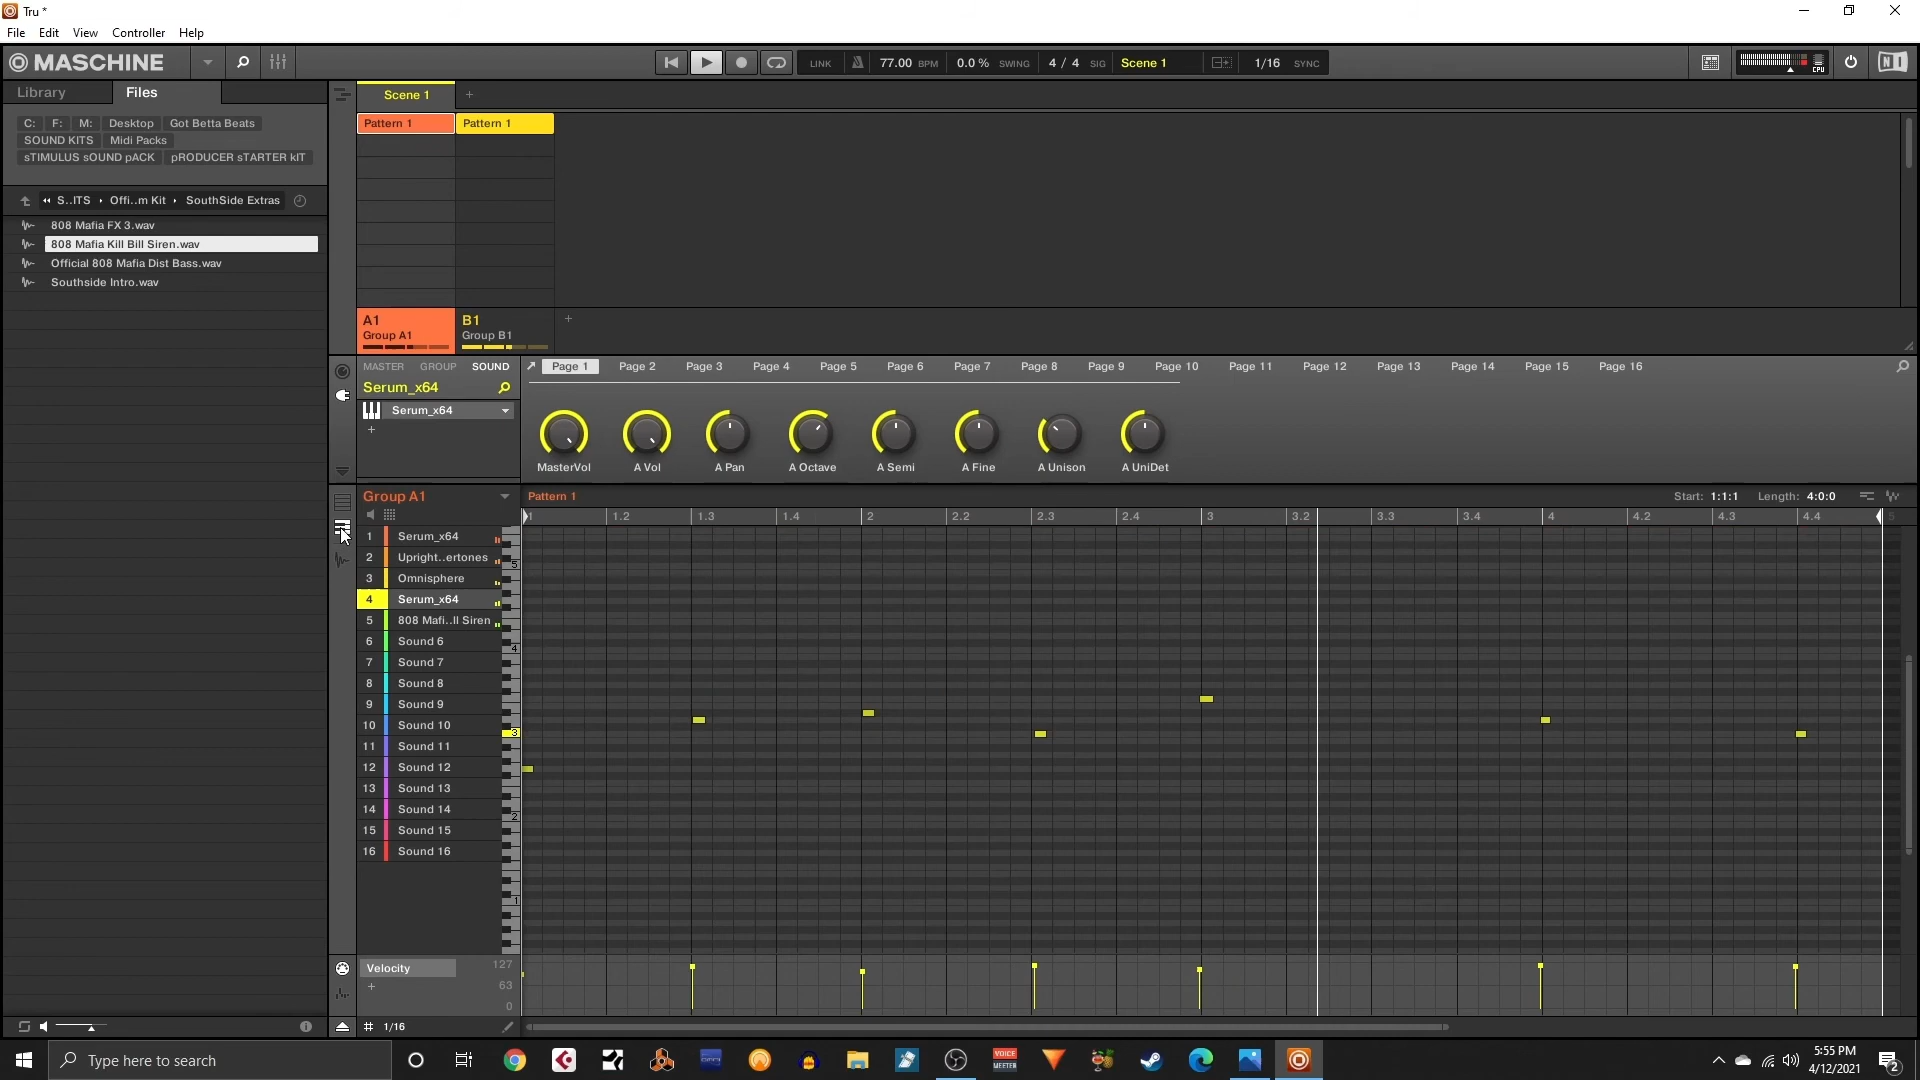 Tru *
File Edit View Controller Help
MASCHINE
LINK 77.00 BPM 0.0 % SWING 4 / 4 SIG Scene 1 1/16 SYNC
CPU
Library Files
C: F: M: Desktop Got Betta Beats
SOUND KITS Midi Packs
sTIMULUS sOUND pACK pRODUCER sTARTER kIT
S..ITS Offi..m Kit SouthSide Extras
808 Mafia FX 3.wav
808 Mafia Kill Bill Siren.wav
Official 808 Mafia Dist Bass.wav
Southside Intro.wav
Scene 1 +
Pattern 1 Pattern 1
A1 B1 +
Group A1 Group B1
MASTER GROUP SOUND Page 1 Page 2 Page 3 Page 4 Page 5 Page 6 Page 7 Page 8 Page 9 Page 10 Page 11 Page 12 Page 13 Page 14 Page 15 Page 16
Serum_x64
Serum_x64
+
MasterVol A Vol A Pan A Octave A Semi A Fine A Unison A UniDet
Group A1 Pattern 1 Start: 1:1:1 Length: 4:0:0
1 1.2 1.3 1.4 2 2.2 2.3 2.4 3 3.2 3.3 3.4 4 4.2 4.3 4.4 5
1 Serum_x64
2 Upright..ertones
3 Omnisphere
4 Serum_x64
5 808 Mafi..ll Siren
6 Sound 6
7 Sound 7
8 Sound 8
9 Sound 9
10 Sound 10
11 Sound 11
12 Sound 12
13 Sound 13
14 Sound 14
15 Sound 15
16 Sound 16
5
4
3
2
1
Velocity 127
+ 63
0
# 1/16
Type here to search
VOICE MEETER
5:55 PM
4/12/2021
2